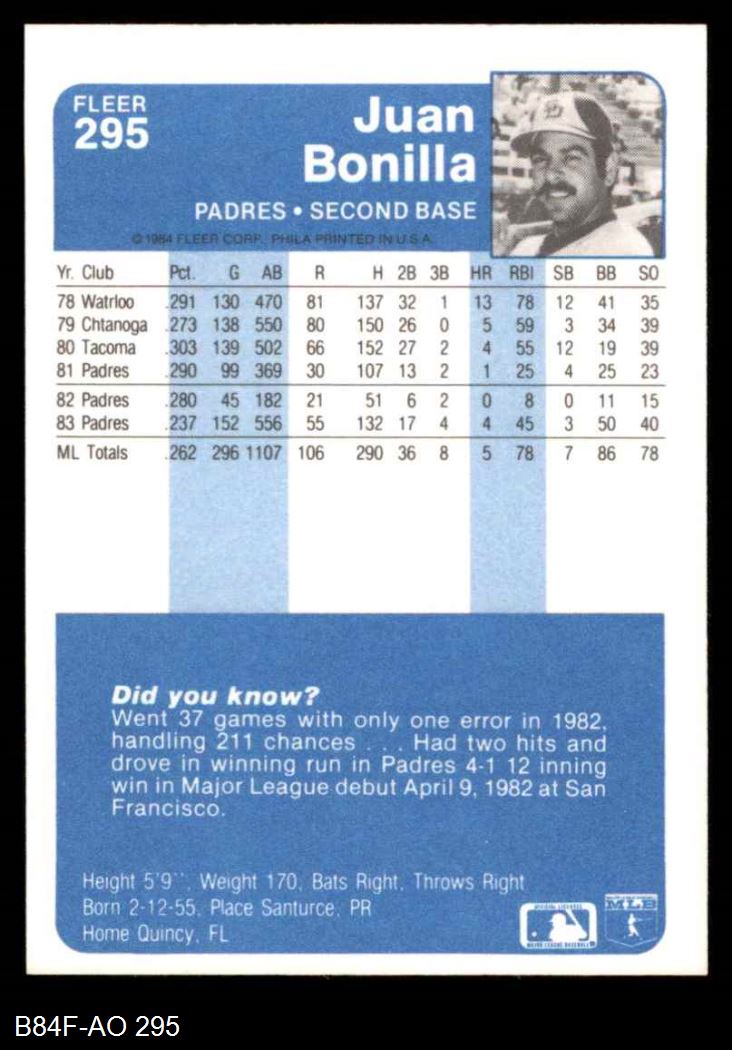 FLEER
295
Juan
Bonilla
PADRES • SECOND BASE
© 1984 FLEER CORP. PHILA PRINTED IN U.S.A.
Yr. Club Pct. G AB R H 2B 3B HR RBI SB BB SO
78 Watrloo .291 130 470 81 137 32 1 13 78 12 41 35
79 Chtanoga .273 138 550 80 150 26 0 5 59 3 34 39
80 Tacoma .303 139 502 66 152 27 2 4 55 12 19 39
81 Padres .290 99 369 30 107 13 2 1 25 4 25 23
82 Padres .280 45 182 21 51 6 2 0 8 0 11 15
83 Padres .237 152 556 55 132 17 4 4 45 3 50 40
ML Totals .262 296 1107 106 290 36 8 5 78 7 86 78
Did you know?
Went 37 games with only one error in 1982,
handling 211 chances . . . Had two hits and
drove in winning run in Padres 4-1 12 inning
win in Major League debut April 9, 1982 at San
Francisco.
Height 5'9'', Weight 170, Bats Right, Throws Right
Born 2-12-55, Place Santurce, PR
Home Quincy, FL
OFFICIAL LICENSEE
MAJOR LEAGUE BASEBALL
MLB
B84F-AO 295